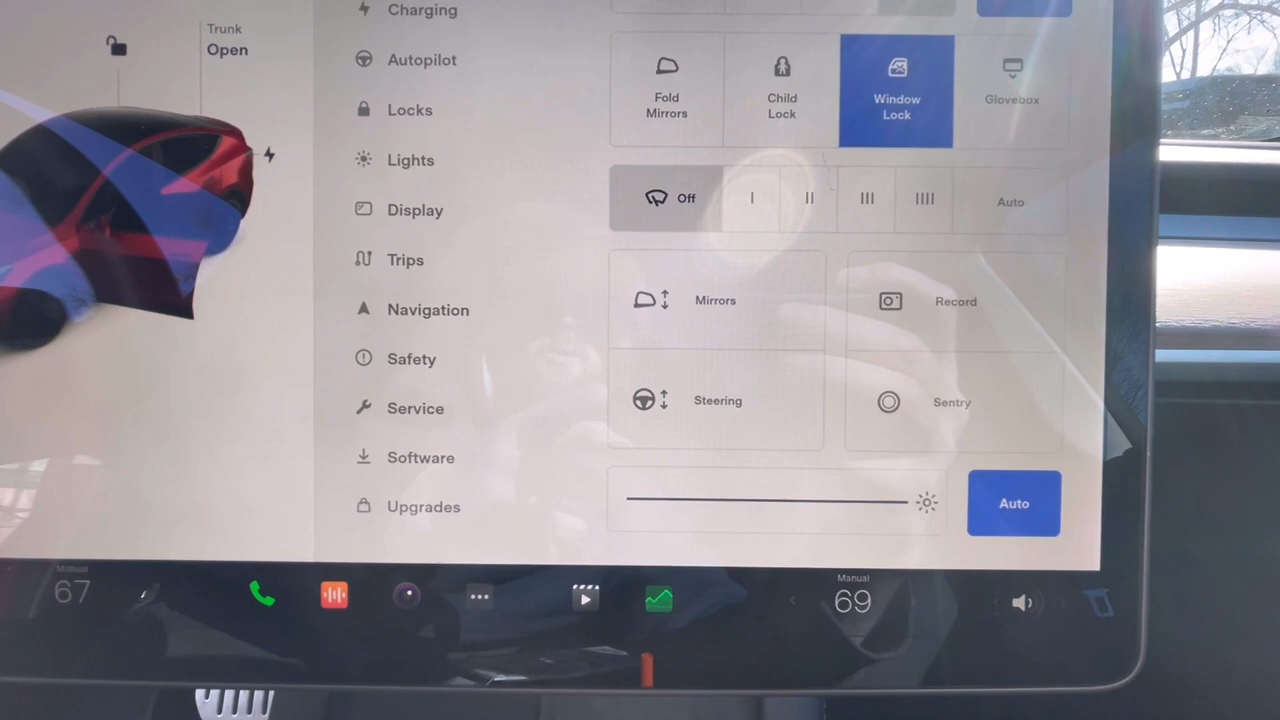 Trunk
Open
Charging
Autopilot
Locks
Lights
Display
Trips
Navigation
Safety
Service
Software
Upgrades
Fold
Mirrors
Child
Lock
Window
Lock
Glovebox
Off
I
II
III
IIII
Auto
Mirrors
Record
Steering
Sentry
Auto
Manual
67
Manual
69